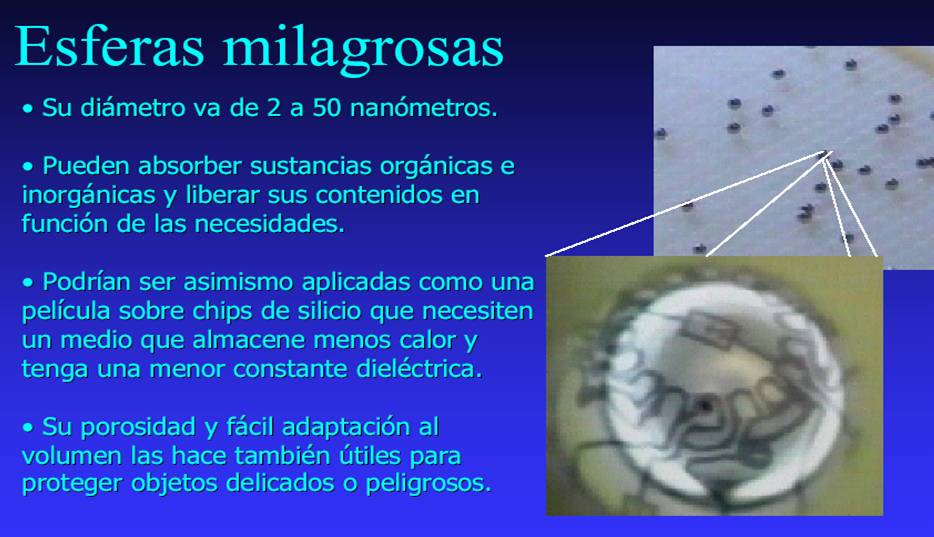 Esferas milagrosas
• Su diámetro va de 2 a 50 nanómetros.
• Pueden absorber sustancias orgánicas e
inorgánicas y liberar sus contenidos en
función de las necesidades.
• Podrían ser asimismo aplicadas como una
película sobre chips de silicio que necesiten
un medio que almacene menos calor y
tenga una menor constante dieléctrica.
• Su porosidad y fácil adaptación al
volumen las hace también útiles para
proteger objetos delicados o peligrosos.